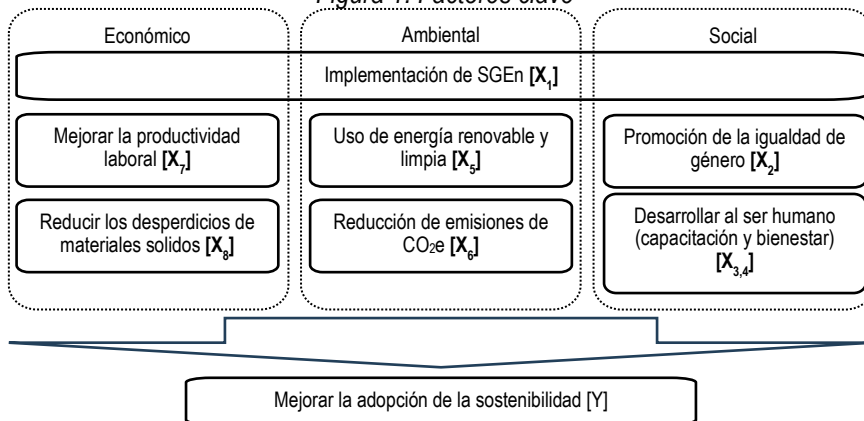 Figura 1. Factores clave
Económico
Ambiental
Social
Implementación de SGEn [X1]
Mejorar la productividad
laboral [X7]
Uso de energía renovable y
limpia [X5]
Promoción de la igualdad de
género [X2]
Reducir los desperdicios de
materiales solidos [X8]
Reducción de emisiones de
CO2e [X6]
Desarrollar al ser humano
(capacitación y bienestar)
[X3,4]
Mejorar la adopción de la sostenibilidad [Y]